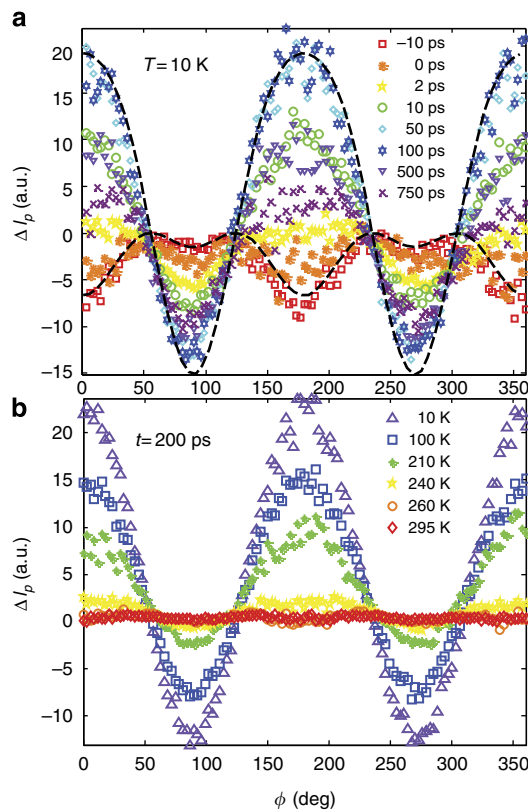 a
T = 10 K
−10 ps
0 ps
2 ps
10 ps
50 ps
100 ps
500 ps
750 ps
20
15
10
5
0
−5
−10
−15
Δ Ip (a.u.)
0 50 100 150 200 250 300 350
b
t = 200 ps
10 K
100 K
210 K
240 K
260 K
295 K
20
15
10
5
0
−5
−10
Δ Ip (a.u.)
0 50 100 150 200 250 300 350
ϕ (deg)